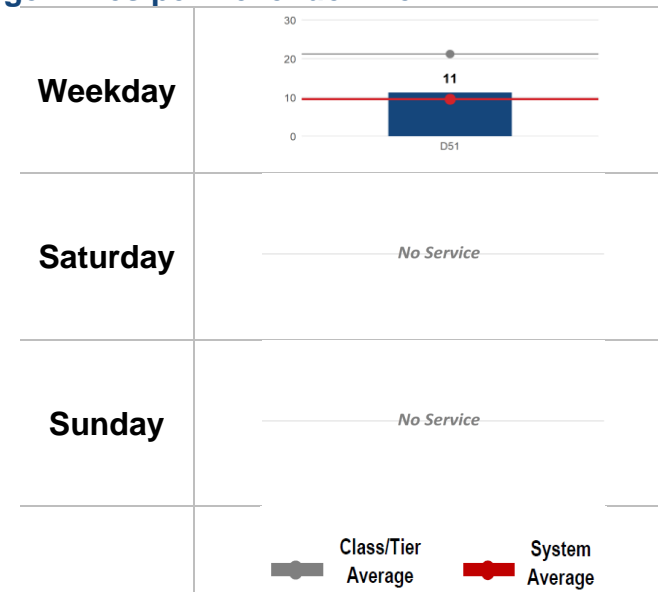 Weekday
30
20
10
0
11
D51
Saturday
No Service
Sunday
No Service
Class/Tier
Average
System
Average